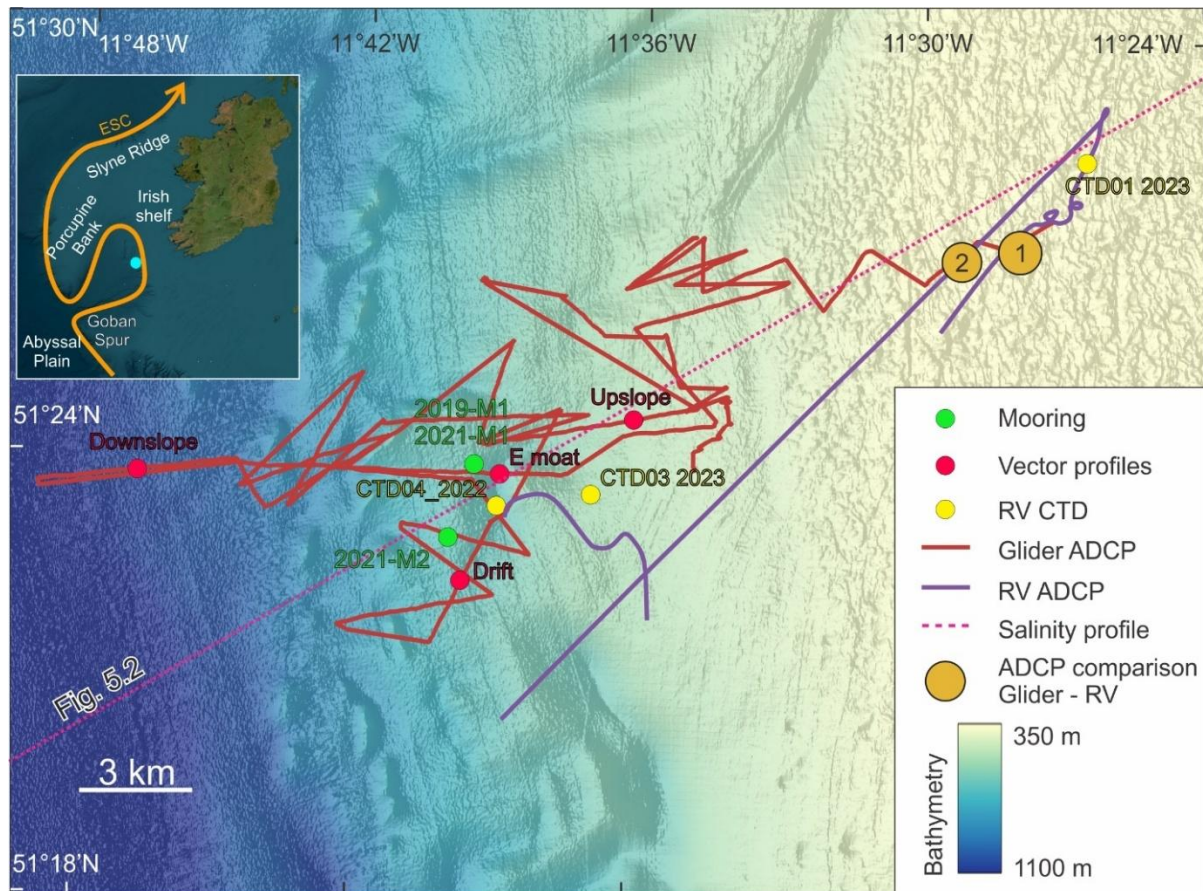 51°30'N
11°48'W
11°42'W
11°36'W
11°30'W
11°24'W
ESC
Slyne Ridge
Irish
shelf
Porcupine
Bank
Goban
Spur
Abyssal
Plain
CTD01 2023
2
1
51°24'N
Downslope
2019-M1
2021-M1
Upslope
E moat
CTD04_2022
CTD03 2023
2021-M2
Drift
Fig. 5.2
3 km
51°18'N
Mooring
Vector profiles
RV CTD
Glider ADCP
RV ADCP
Salinity profile
ADCP comparison
Glider - RV
Bathymetry
350 m
1100 m